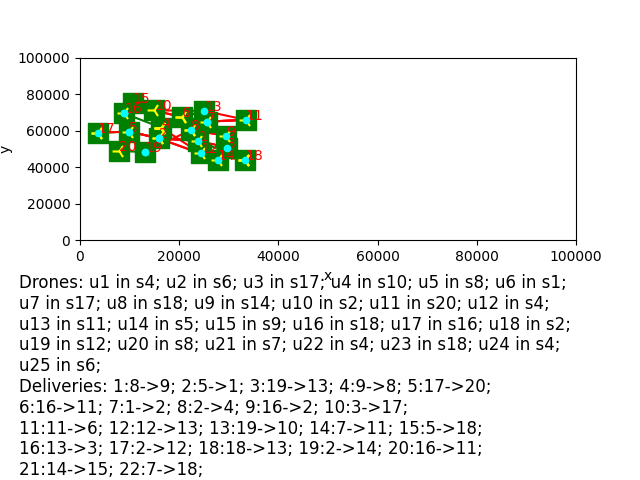 100000
80000
60000
40000
20000
0
y
0 20000 40000 60000 80000 100000
x
Drones: u1 in s4; u2 in s6; u3 in s17; u4 in s10; u5 in s8; u6 in s1;
u7 in s17; u8 in s18; u9 in s14; u10 in s2; u11 in s20; u12 in s4;
u13 in s11; u14 in s5; u15 in s9; u16 in s18; u17 in s16; u18 in s2;
u19 in s12; u20 in s8; u21 in s7; u22 in s4; u23 in s18; u24 in s4;
u25 in s6;
Deliveries: 1:8->9; 2:5->1; 3:19->13; 4:9->8; 5:17->20;
6:16->11; 7:1->2; 8:2->4; 9:16->2; 10:3->17;
11:11->6; 12:12->13; 13:19->10; 14:7->11; 15:5->18;
16:13->3; 17:2->12; 18:18->13; 19:2->14; 20:16->11;
21:14->15; 22:7->18;